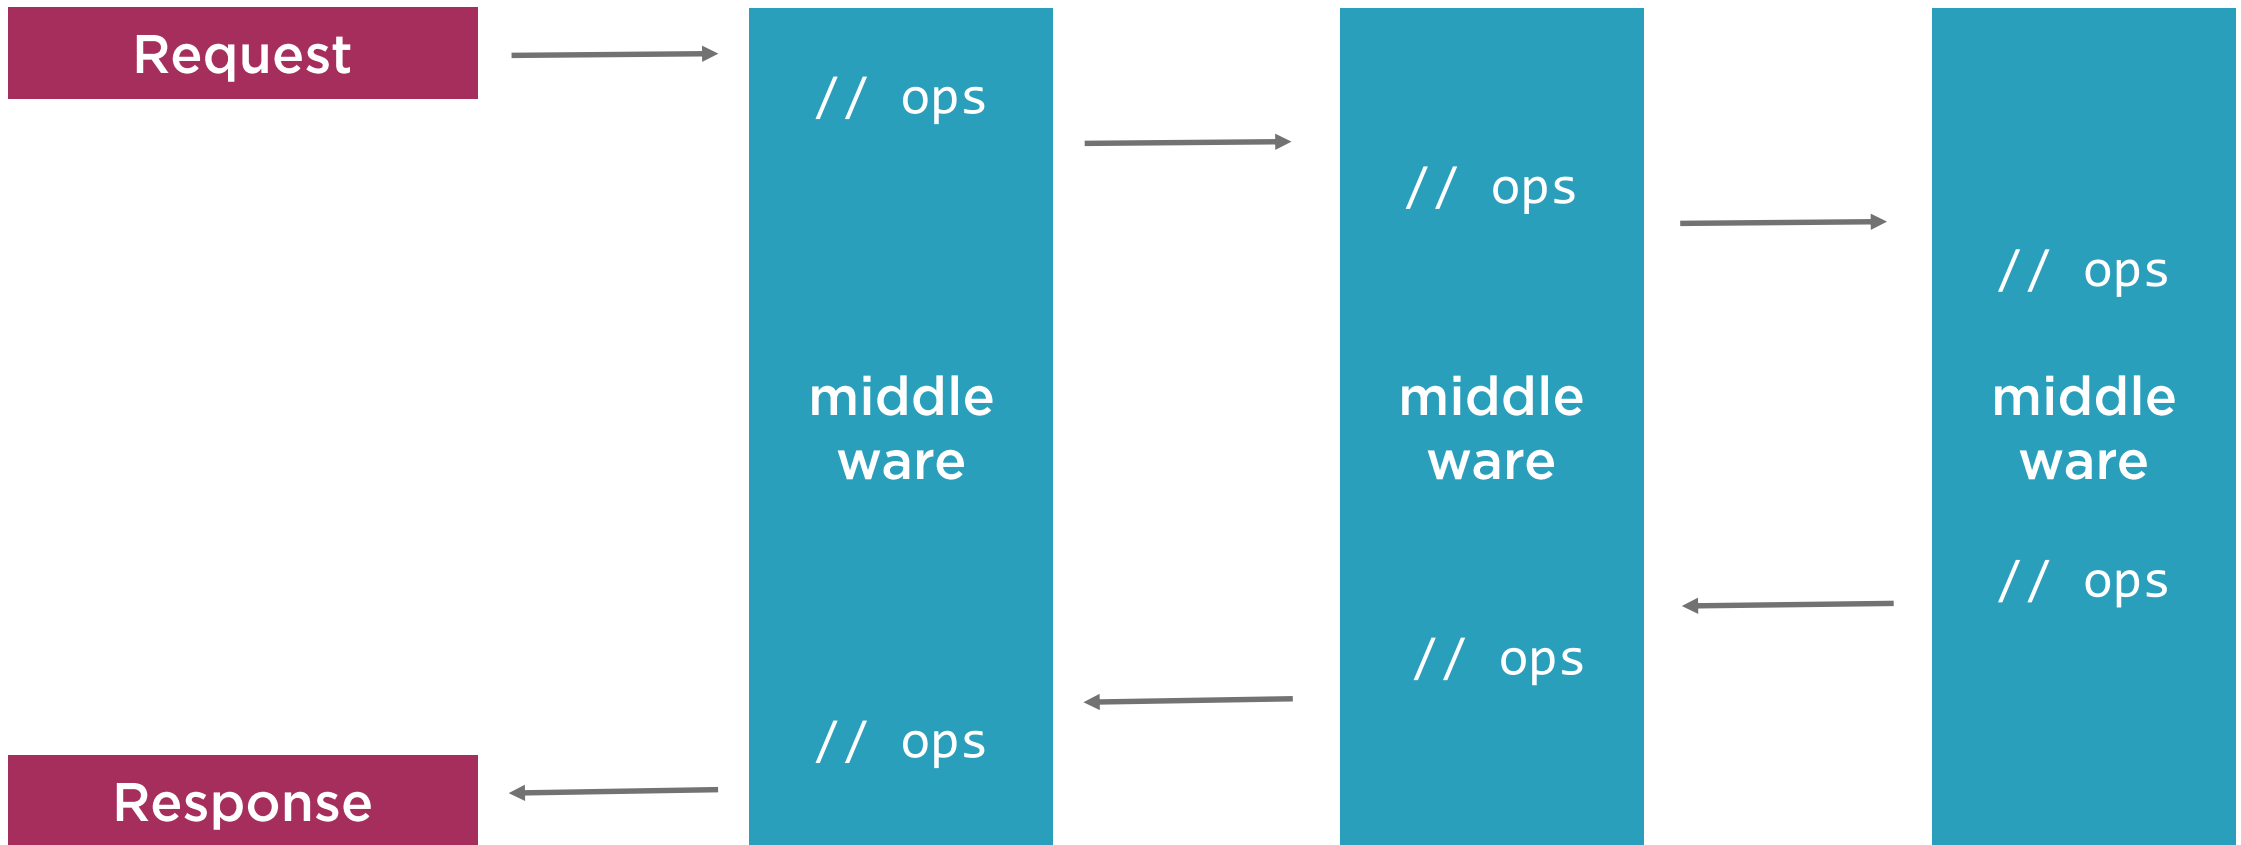 Request
// ops
// ops
// ops
middle
ware
middle
ware
middle
ware
// ops
// ops
// ops
Response